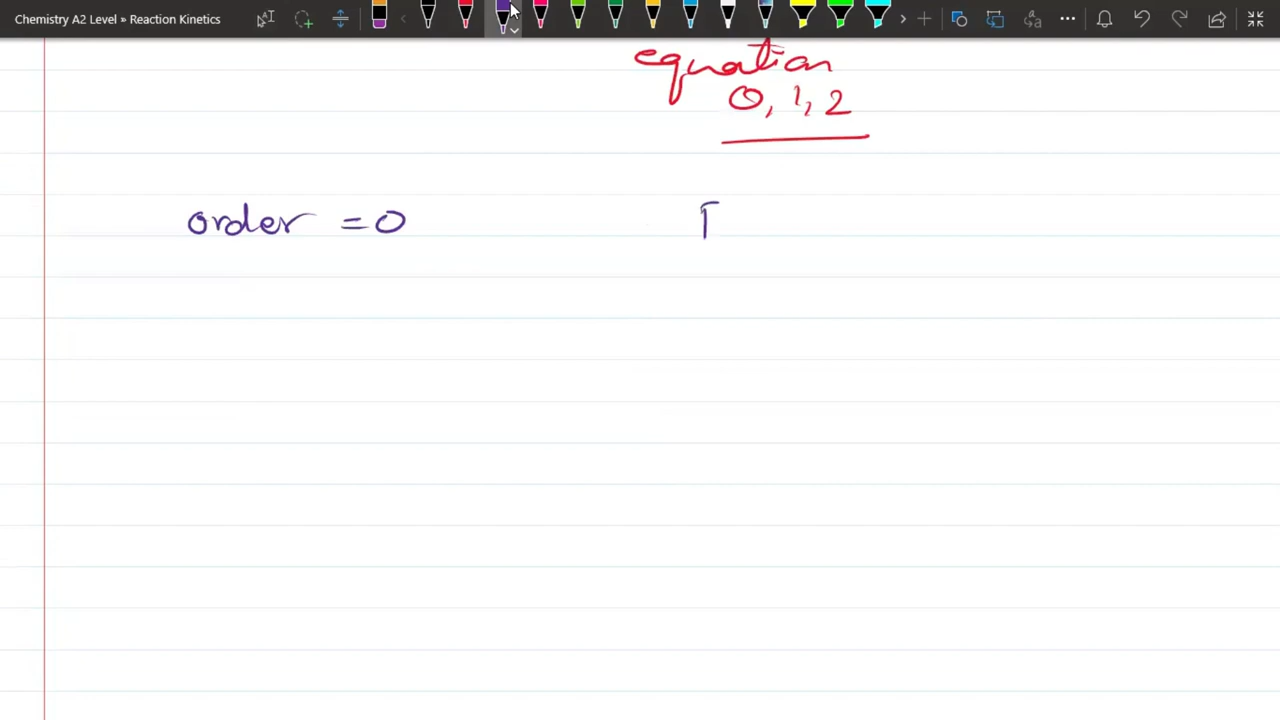 Chemistry A2 Level » Reaction Kinetics
equation
0, 1, 2
order = 0 [